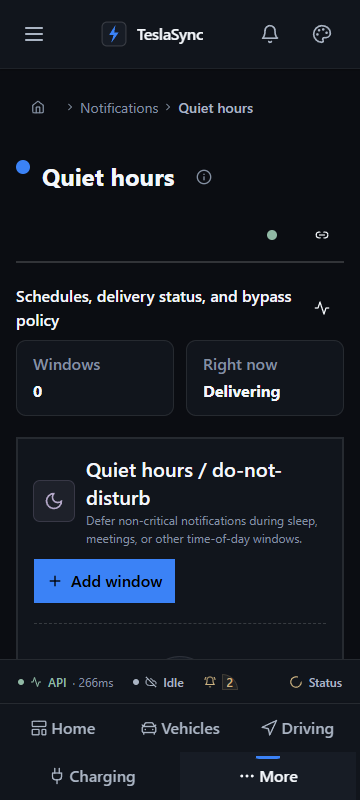 TeslaSync
Notifications
Quiet hours
Quiet hours
Schedules, delivery status, and bypass
policy
Windows
0
Right now
Delivering
Quiet hours / do-not-
disturb
Defer non-critical notifications during sleep,
meetings, or other time-of-day windows.
Add window
API · 266ms
Idle
2
Status
Home
Vehicles
Driving
Charging
More